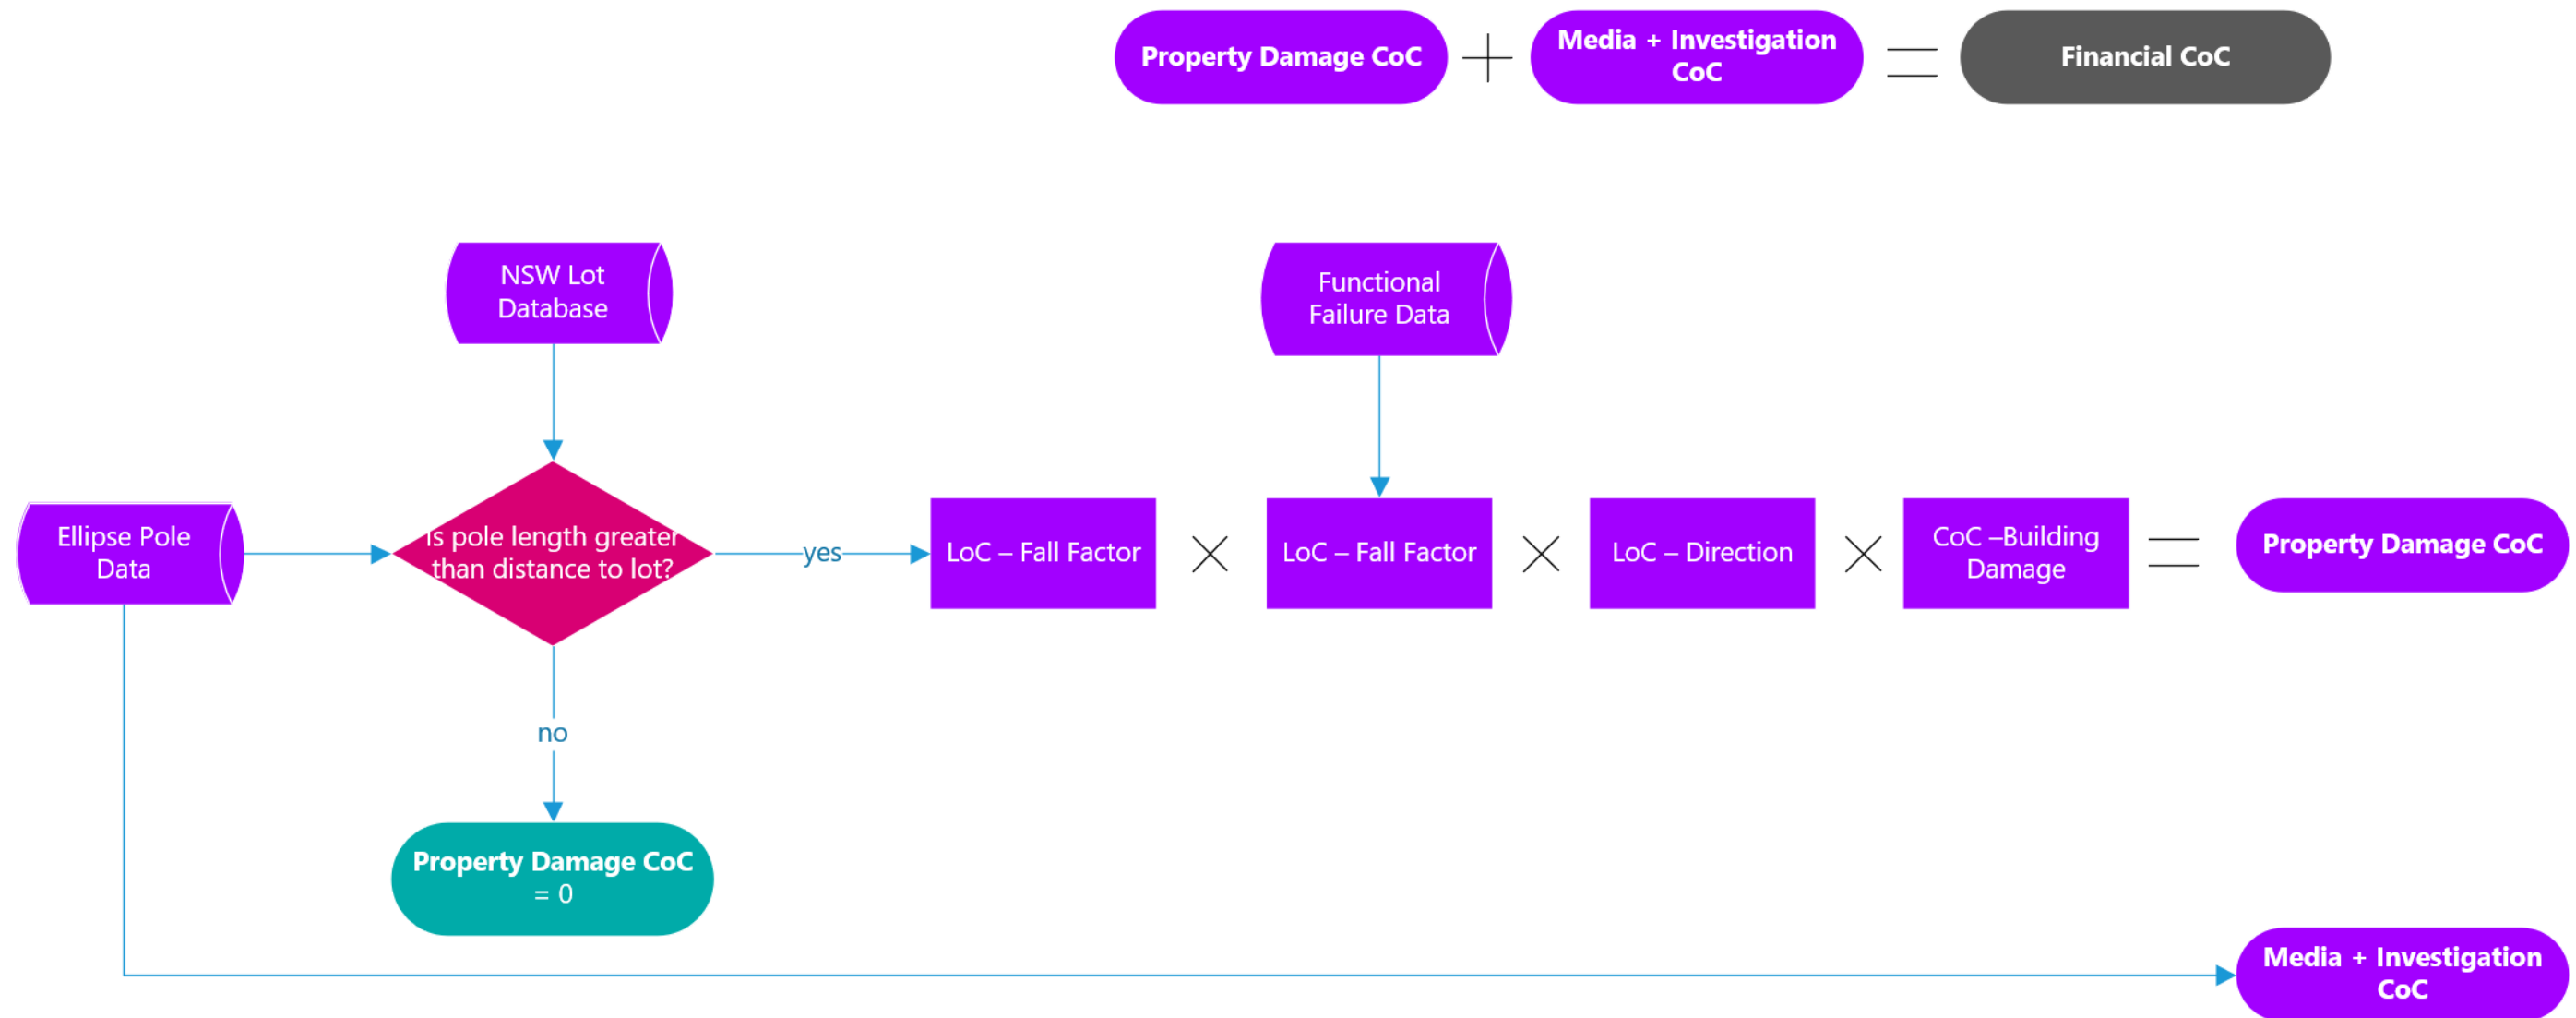 Property Damage CoC
Media + Investigation
CoC
Financial CoC
NSW Lot
Database
Functional
Failure Data
Ellipse Pole
Data
Is pole length greater
than distance to lot?
yes
LoC – Fall Factor
LoC – Fall Factor
LoC – Direction
CoC –Building
Damage
Property Damage CoC
no
Property Damage CoC
= 0
Media + Investigation
CoC